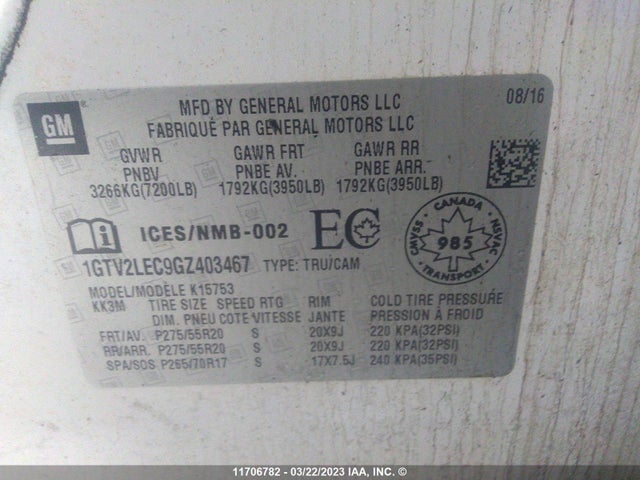 GM
MFD BY GENERAL MOTORS LLC
08/16
FABRIQUÉ PAR GENERAL MOTORS LLC
GVWR GAWR FRT GAWR RR
PNBV PNBE AV. PNBE ARR.
3266KG(7200LB) 1792KG(3950LB) 1792KG(3950LB)
ICES/NMB-002 EC
CANADA
CMVSS 985 NSVAC
TRANSPORT
1GTV2LEC9GZ403467 TYPE: TRU/CAM
MODEL/MODÈLE K15753
KK3M TIRE SIZE SPEED RTG RIM COLD TIRE PRESSURE
DIM. PNEU COTE VITESSE JANTE PRESSION À FROID
FRT/AV. P275/55R20 S 20X9J 220 KPA(32PSI)
RR/ARR. P275/55R20 S 20X9J 220 KPA(32PSI)
SPA/SOS P265/70R17 S 17X7.5J 240 KPA(35PSI)
11706782 - 03/22/2023 - IAA, INC. ©